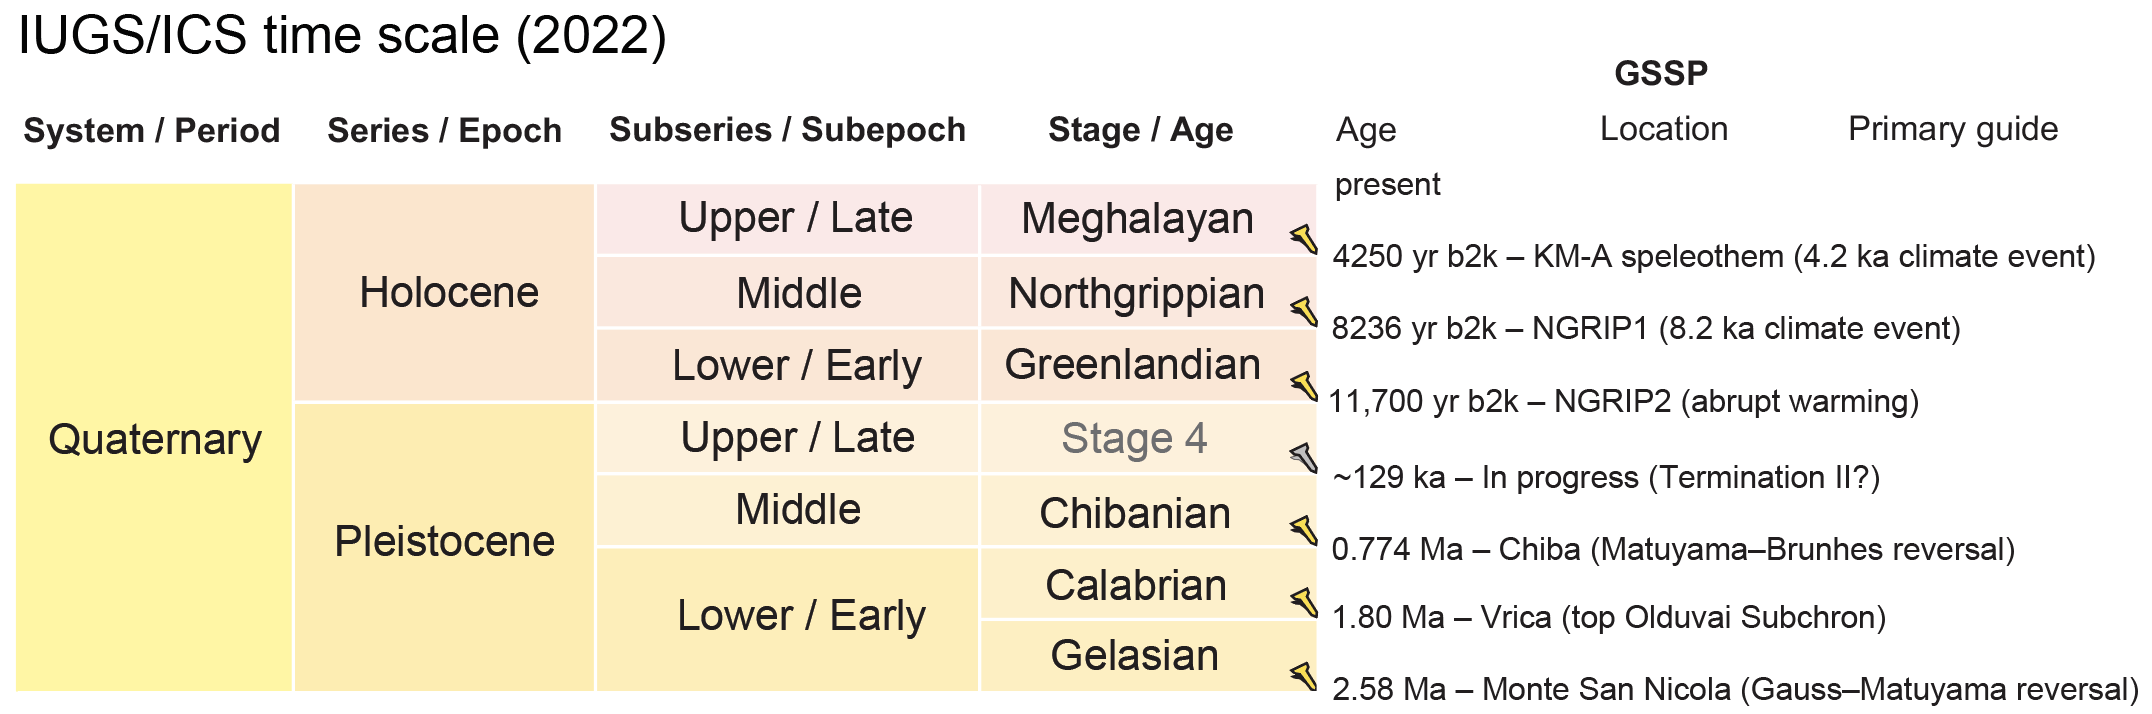 IUGS/ICS time scale (2022)
GSSP
System / Period Series / Epoch Subseries / Subepoch Stage / Age Age Location Primary guide
present
Upper / Late Meghalayan
4250 yr b2k – KM-A speleothem (4.2 ka climate event)
Holocene Middle Northgrippian
8236 yr b2k – NGRIP1 (8.2 ka climate event)
Lower / Early Greenlandian
11,700 yr b2k – NGRIP2 (abrupt warming)
Quaternary Upper / Late Stage 4
~129 ka – In progress (Termination II?)
Middle Chibanian
Pleistocene
0.774 Ma – Chiba (Matuyama–Brunhes reversal)
Calabrian
Lower / Early
1.80 Ma – Vrica (top Olduvai Subchron)
Gelasian
2.58 Ma – Monte San Nicola (Gauss–Matuyama reversal)